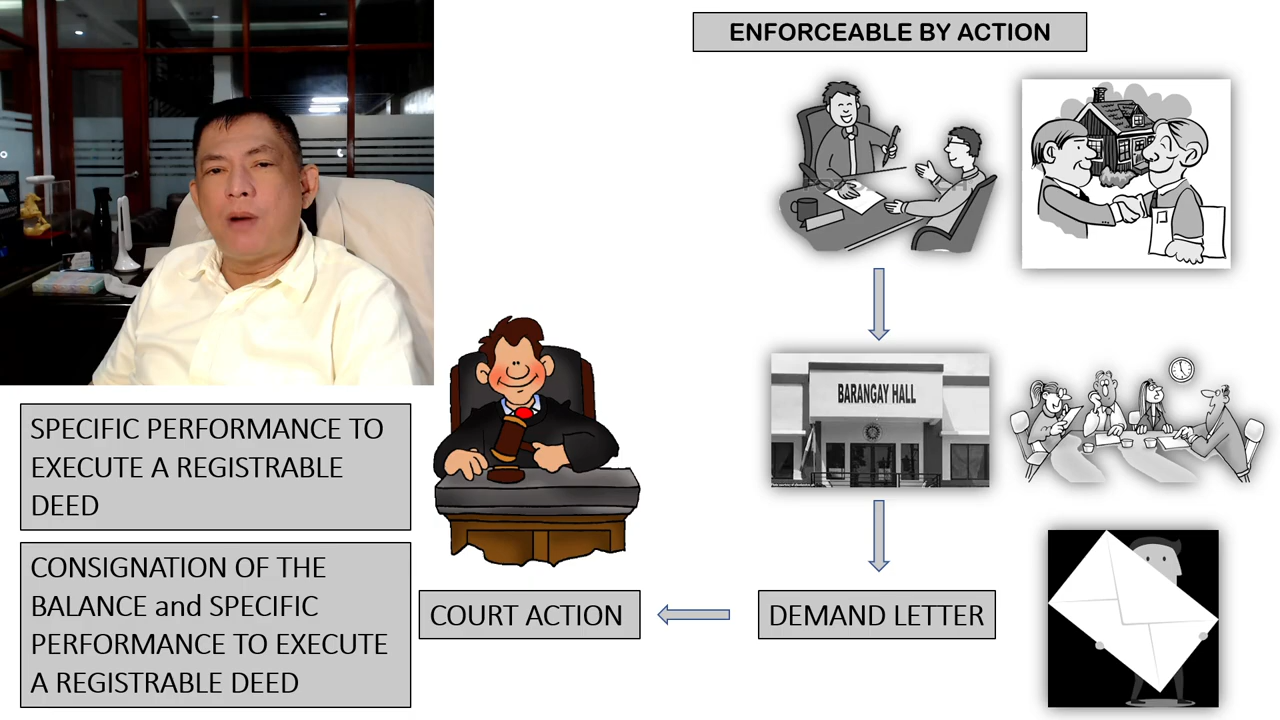 ENFORCEABLE BY ACTION
BARANGAY HALL
SPECIFIC PERFORMANCE TO
EXECUTE A REGISTRABLE
DEED
CONSIGNATION OF THE
BALANCE and SPECIFIC
PERFORMANCE TO EXECUTE
A REGISTRABLE DEED
COURT ACTION
DEMAND LETTER